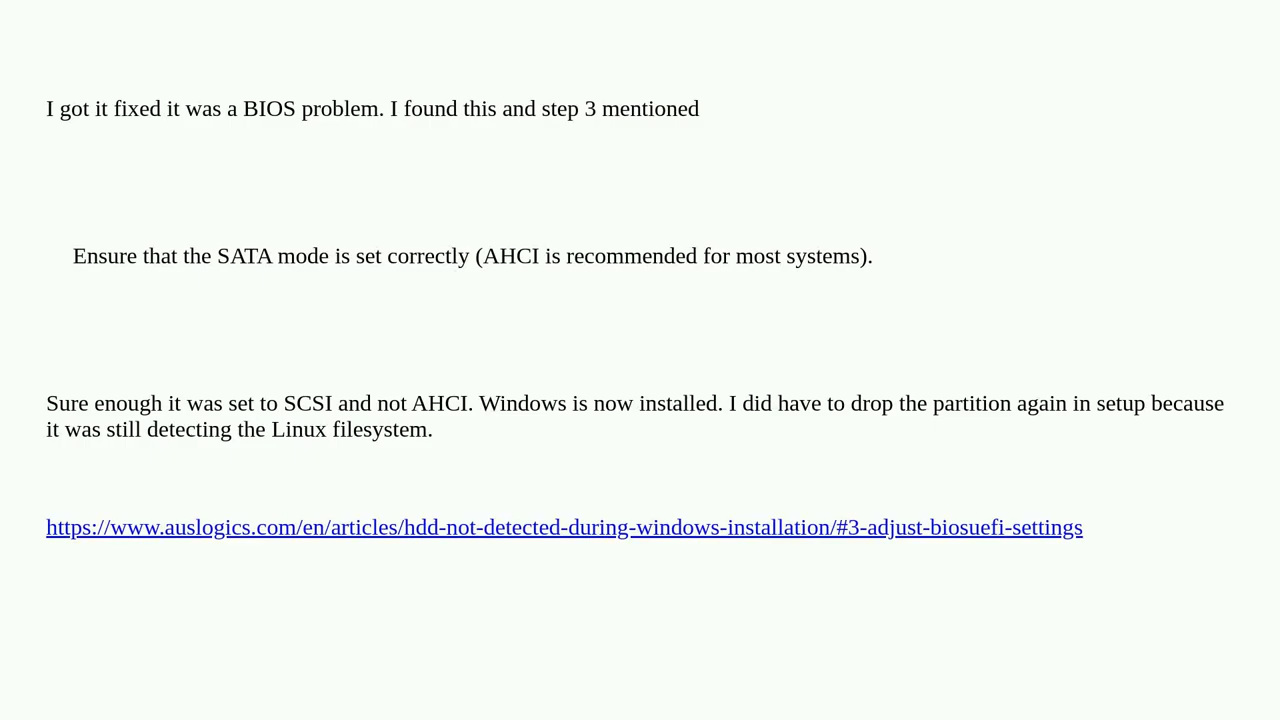 I got it fixed it was a BIOS problem. I found this and step 3 mentioned
Ensure that the SATA mode is set correctly (AHCI is recommended for most systems).
Sure enough it was set to SCSI and not AHCI. Windows is now installed. I did have to drop the partition again in setup because
it was still detecting the Linux filesystem.
https://www.auslogics.com/en/articles/hdd-not-detected-during-windows-installation/#3-adjust-biosuefi-settings